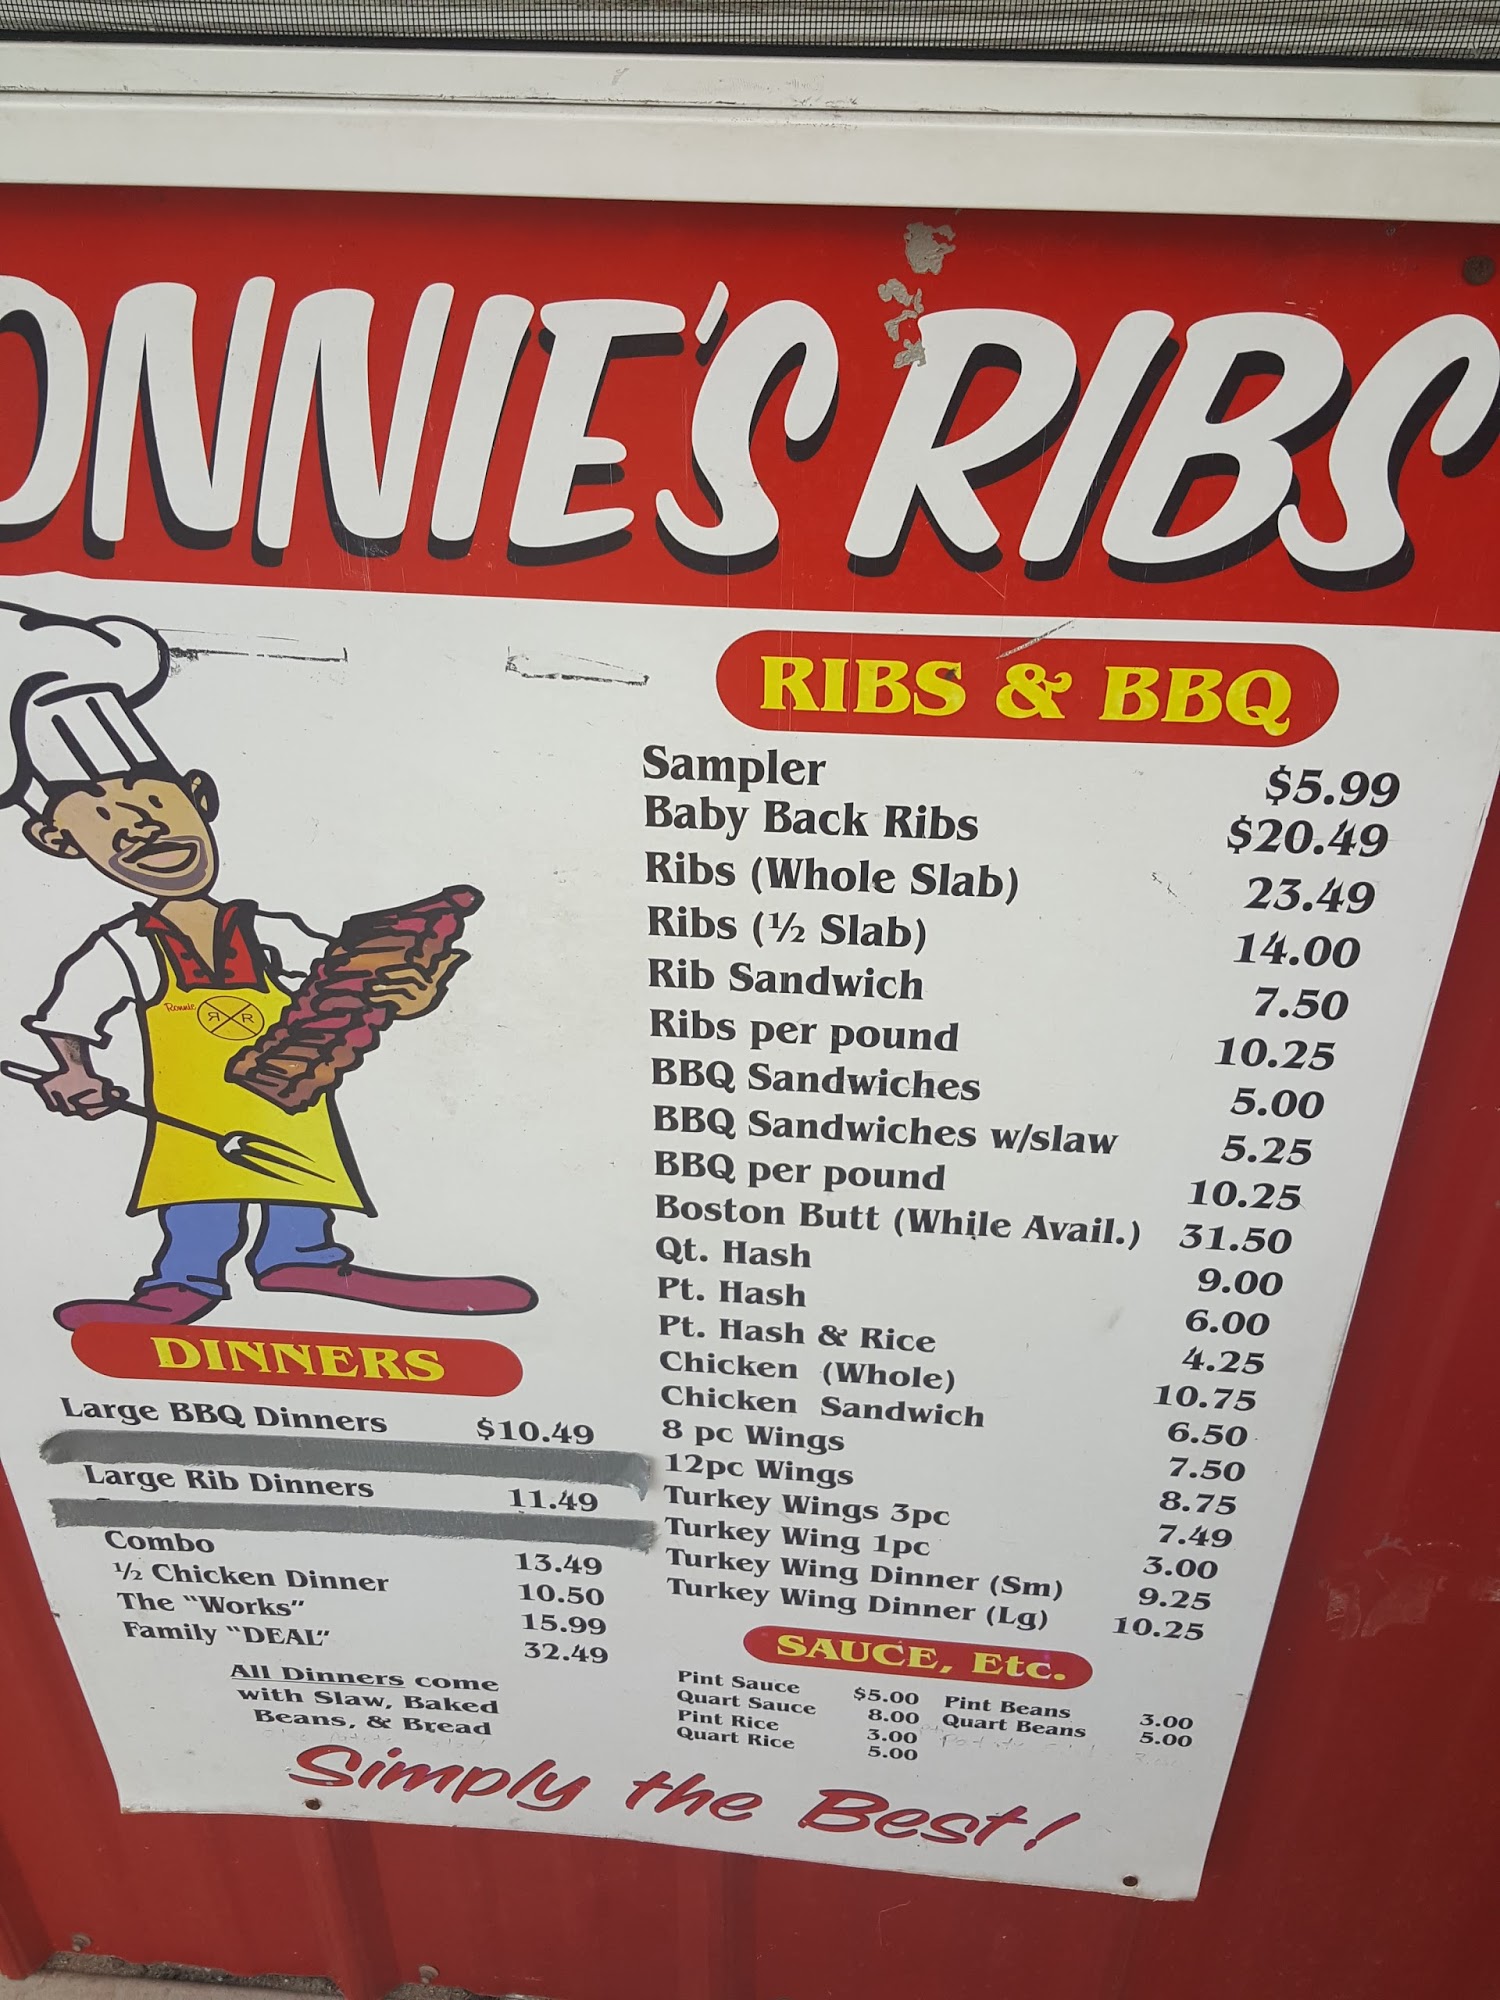 ONNIE'S RIBS
RIBS & BBQ
Sampler $5.99
Baby Back Ribs $20.49
Ribs (Whole Slab) 23.49
Ribs (½ Slab) 14.00
Rib Sandwich 7.50
Ribs per pound 10.25
BBQ Sandwiches 5.00
BBQ Sandwiches w/slaw 5.25
BBQ per pound 10.25
Boston Butt (While Avail.) 31.50
Qt. Hash 9.00
Pt. Hash 6.00
Pt. Hash & Rice 4.25
Chicken (Whole) 10.75
Chicken Sandwich 6.50
8 pc Wings 7.50
12pc Wings 8.75
Turkey Wings 3pc 7.49
Turkey Wing 1pc 3.00
Turkey Wing Dinner (Sm) 9.25
Turkey Wing Dinner (Lg) 10.25
Ronnie
R R
DINNERS
Large BBQ Dinners $10.49
Large Rib Dinners 11.49
Combo 13.49
½ Chicken Dinner 10.50
The "Works" 15.99
Family "DEAL" 32.49
All Dinners come
with Slaw, Baked
Beans, & Bread
SAUCE, Etc.
Pint Sauce $5.00 Pint Beans 3.00
Quart Sauce 8.00 Quart Beans 5.00
Pint Rice 3.00
Quart Rice 5.00
Simply the Best!